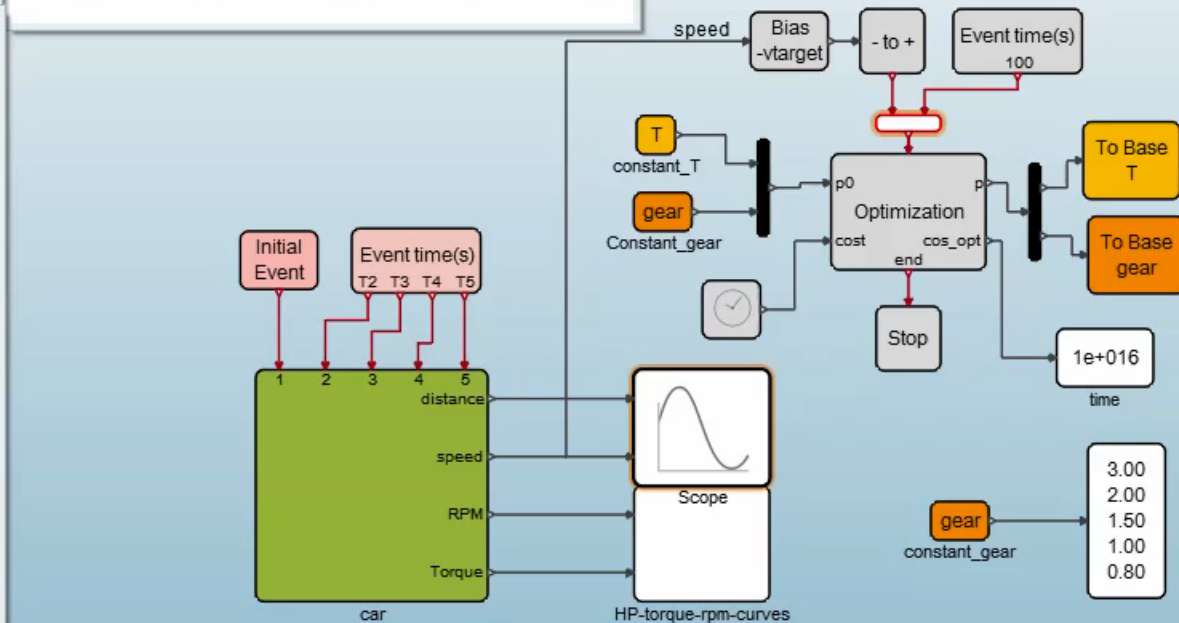 speed
Bias
-vtarget
- to +
Event time(s)
100
T
constant_T
gear
Constant_gear
p0
cost
Optimization
p
cos_opt
end
To Base
T
To Base
gear
Stop
1e+016
time
Initial
Event
Event time(s)
T2 T3 T4 T5
1 2 3 4 5
distance
speed
RPM
Torque
car
Scope
HP-torque-rpm-curves
gear
constant_gear
3.00
2.00
1.50
1.00
0.80